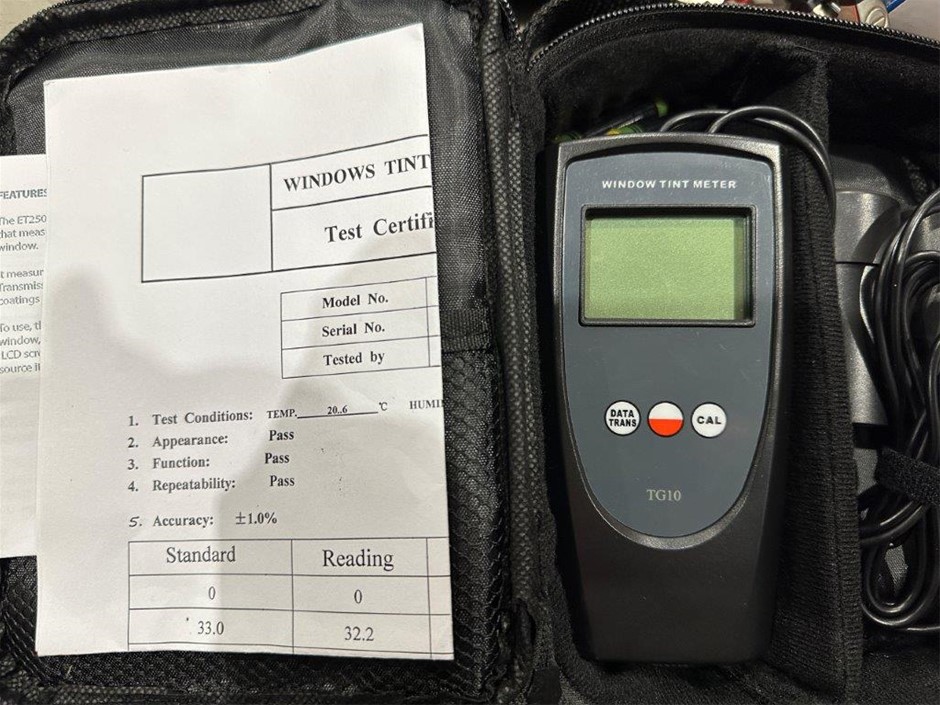 FEATURES
The ET250
that meas
window.
t measur
Transmiss
coatings
To use, t
window,
LCD scr
source i
WINDOWS TINT
Test Certifi
Model No.
Serial No.
Tested by
1. Test Conditions: TEMP. 20..6 °C HUMI
2. Appearance: Pass
3. Function: Pass
4. Repeatability: Pass
5. Accuracy: ±1.0%
Standard Reading
0 0
33.0 32.2
WINDOW TINT METER
DATA TRANS CAL
TG10